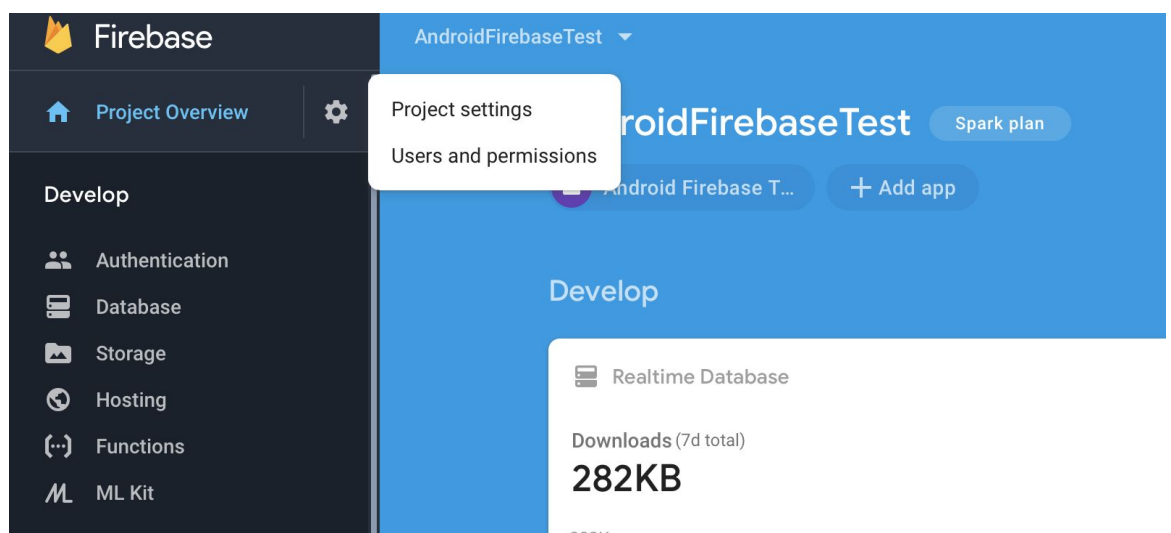 Firebase
AndroidFirebaseTest
Project Overview
Project settings
Users and permissions
roidFirebaseTest
Spark plan
Android Firebase T...
+ Add app
Develop
Authentication
Database
Storage
Hosting
Functions
ML Kit
Develop
Realtime Database
Downloads (7d total)
282KB